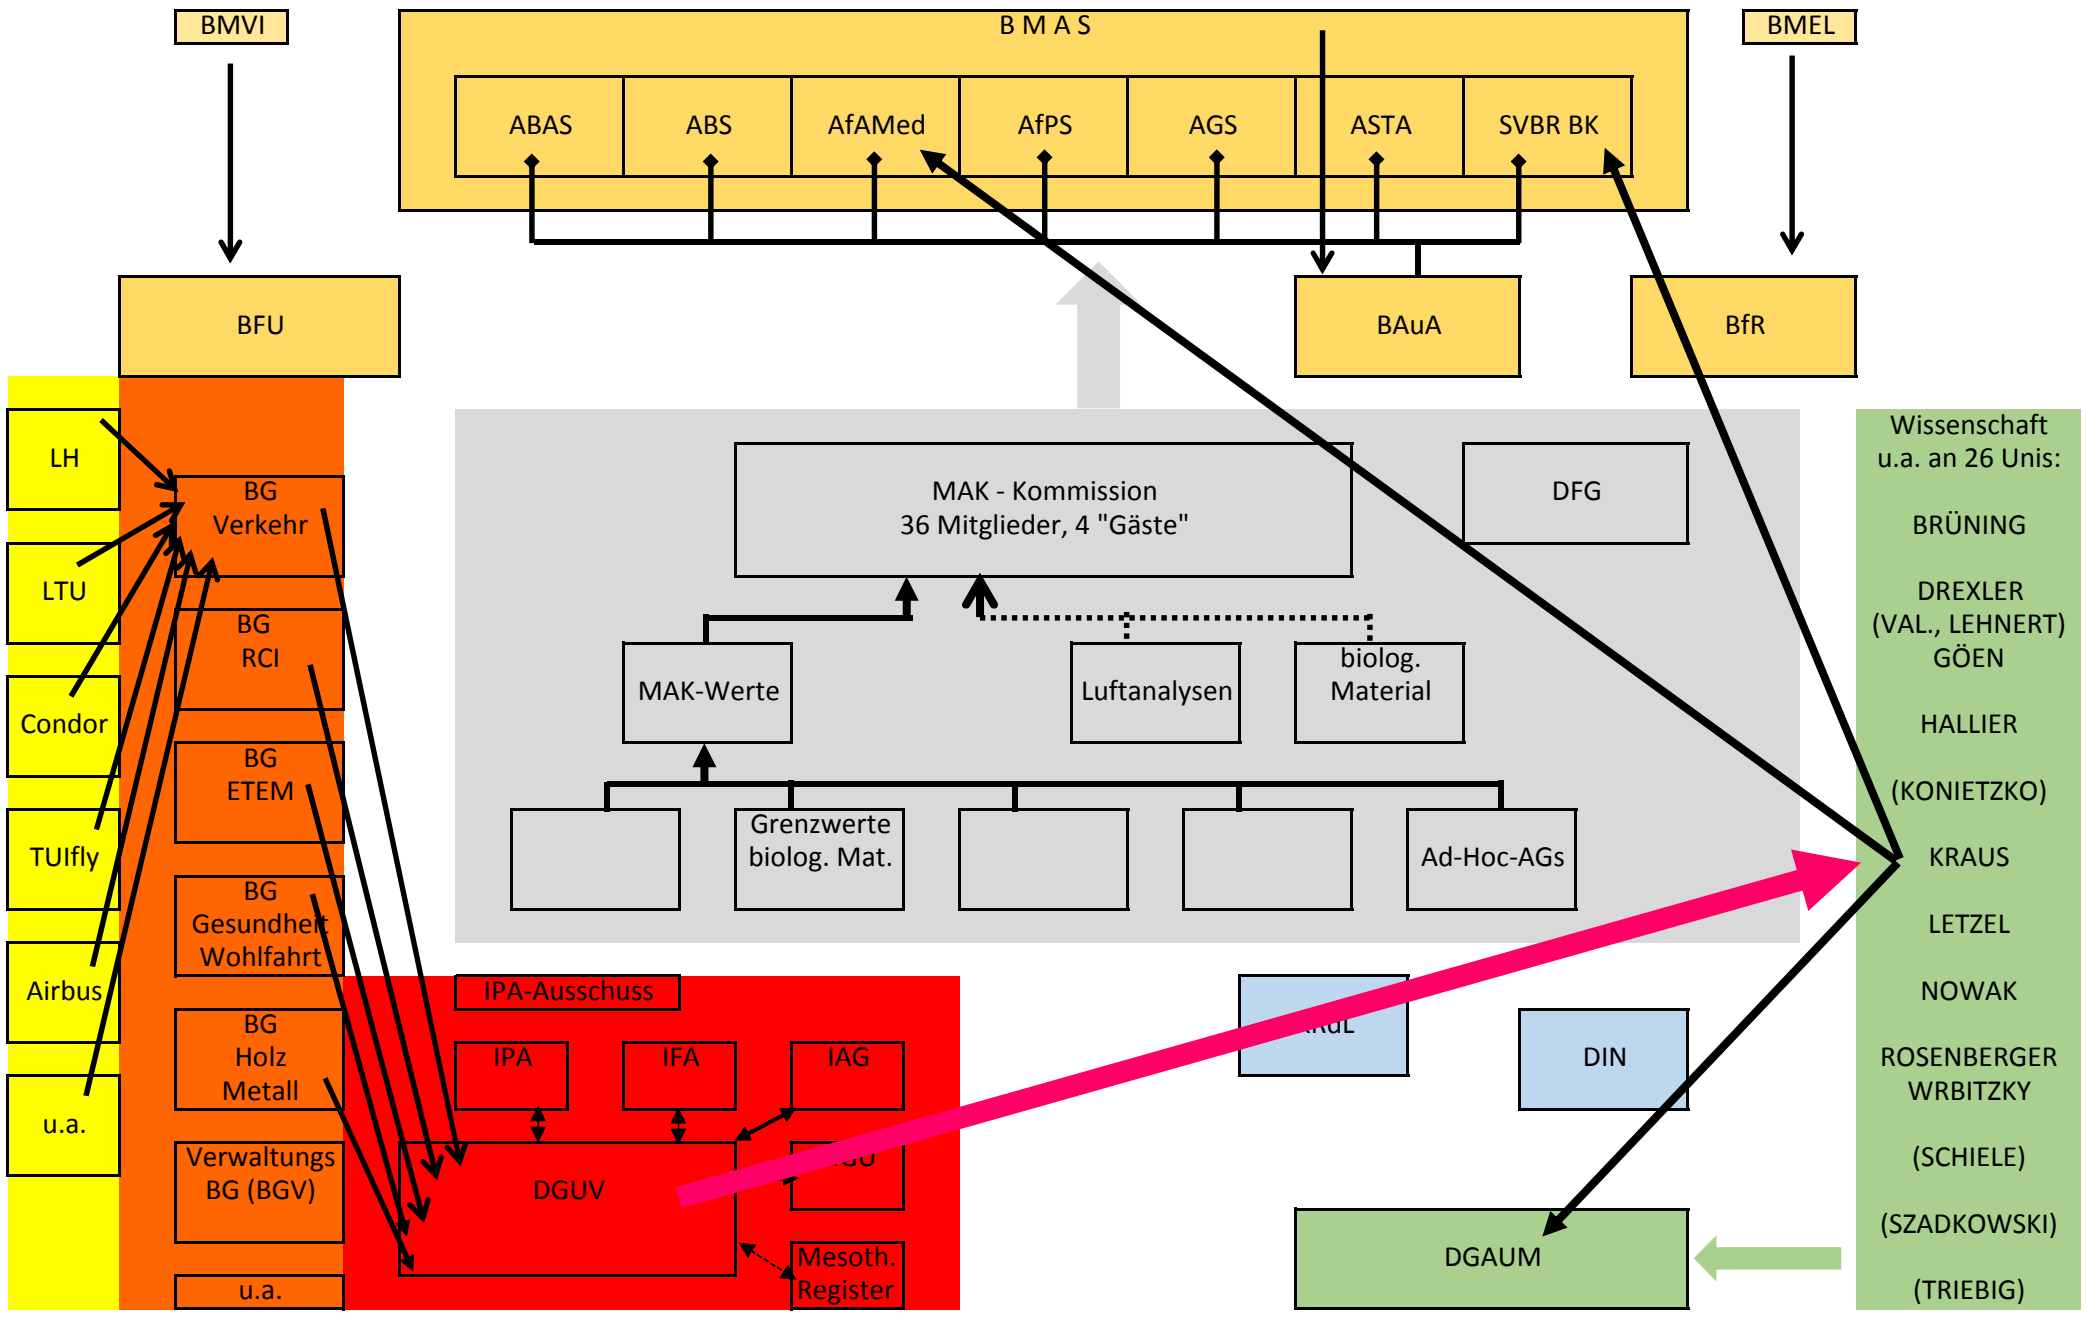 BMVI
B M A S
BMEL
ABAS
ABS
AfAMed
AfPS
AGS
ASTA
SVBR BK
BFU
BAuA
BfR
LH
LTU
Condor
TUIfly
Airbus
u.a.
BG
Verkehr
BG
RCI
BG
ETEM
BG
Gesundheit
Wohlfahrt
BG
Holz
Metall
Verwaltungs
BG (BGV)
u.a.
MAK - Kommission
36 Mitglieder, 4 "Gäste"
DFG
MAK-Werte
Luftanalysen
biolog.
Material
Grenzwerte
biolog. Mat.
Ad-Hoc-AGs
IPA-Ausschuss
IPA
IFA
IAG
DGUV
Mesoth.
Register
DIN
DGAUM
Wissenschaft
u.a. an 26 Unis:
BRÜNING
DREXLER
(VAL., LEHNERT)
GÖEN
HALLIER
(KONIETZKO)
KRAUS
LETZEL
NOWAK
ROSENBERGER
WRBITZKY
(SCHIELE)
(SZADKOWSKI)
(TRIEBIG)